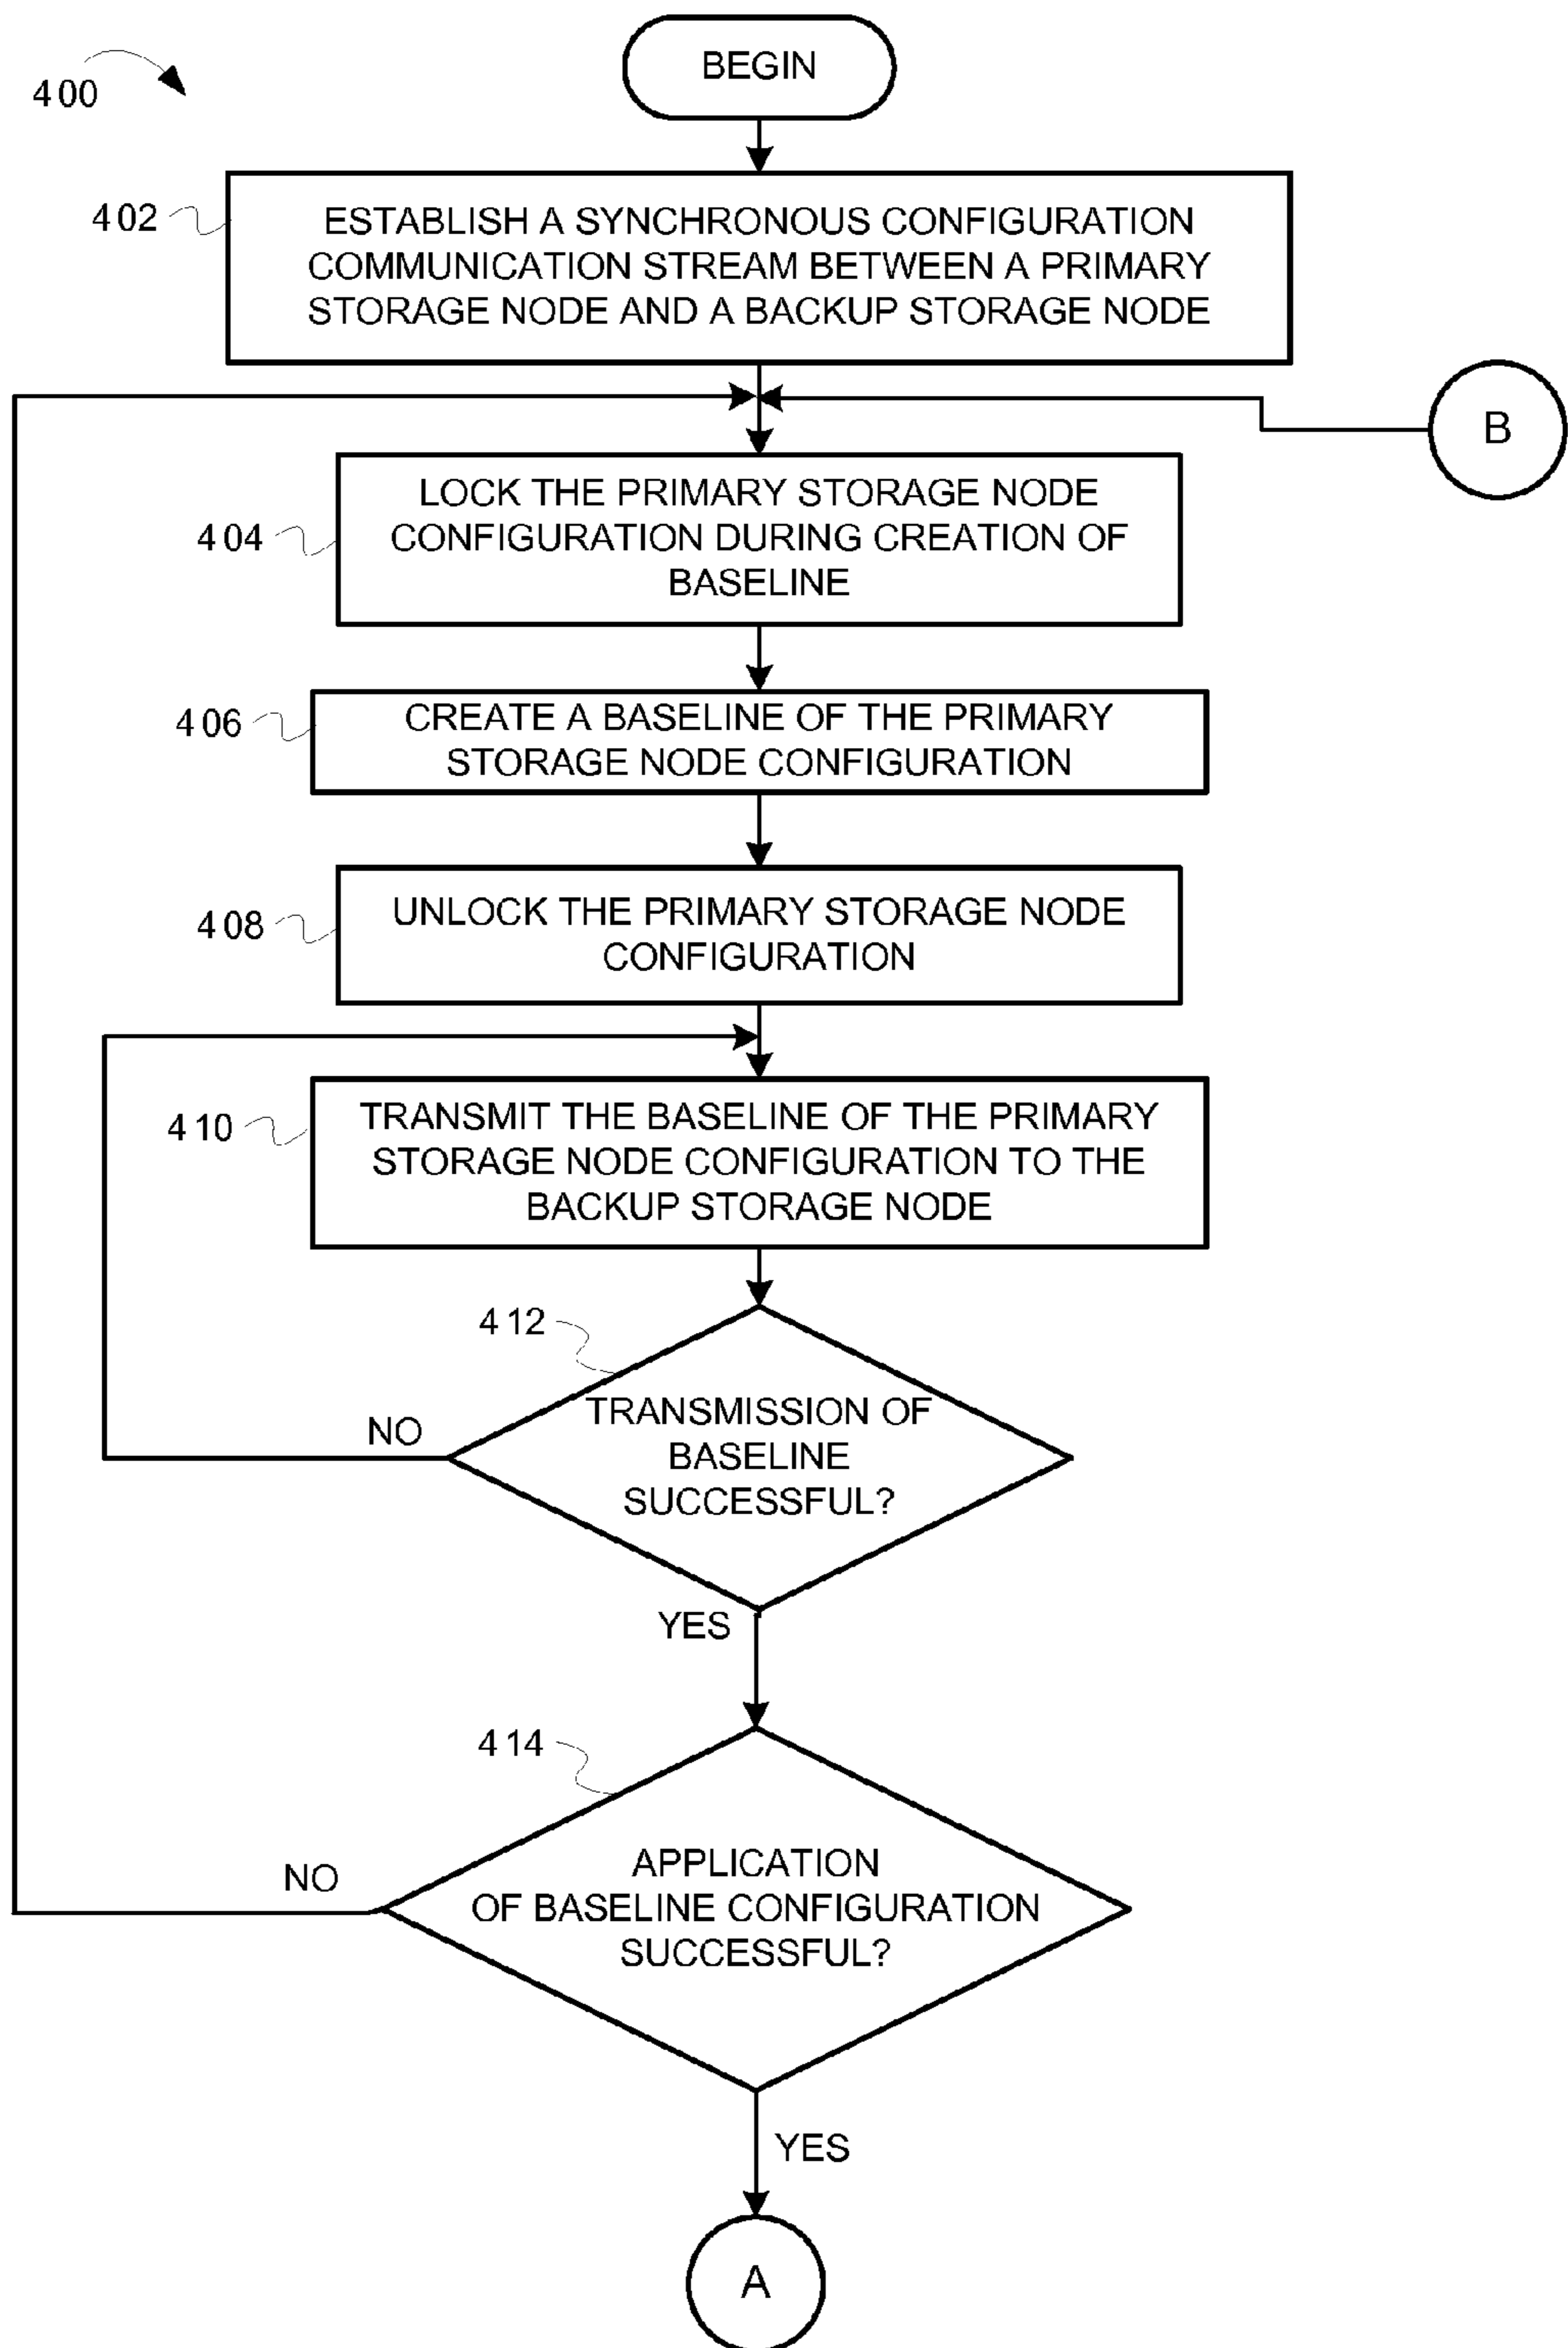 400
BEGIN
402
ESTABLISH A SYNCHRONOUS CONFIGURATION
COMMUNICATION STREAM BETWEEN A PRIMARY
STORAGE NODE AND A BACKUP STORAGE NODE
B
404
LOCK THE PRIMARY STORAGE NODE
CONFIGURATION DURING CREATION OF
BASELINE
406
CREATE A BASELINE OF THE PRIMARY
STORAGE NODE CONFIGURATION
408
UNLOCK THE PRIMARY STORAGE NODE
CONFIGURATION
410
TRANSMIT THE BASELINE OF THE PRIMARY
STORAGE NODE CONFIGURATION TO THE
BACKUP STORAGE NODE
412
TRANSMISSION OF
BASELINE
SUCCESSFUL?
NO
YES
414
APPLICATION
OF BASELINE CONFIGURATION
SUCCESSFUL?
NO
YES
A